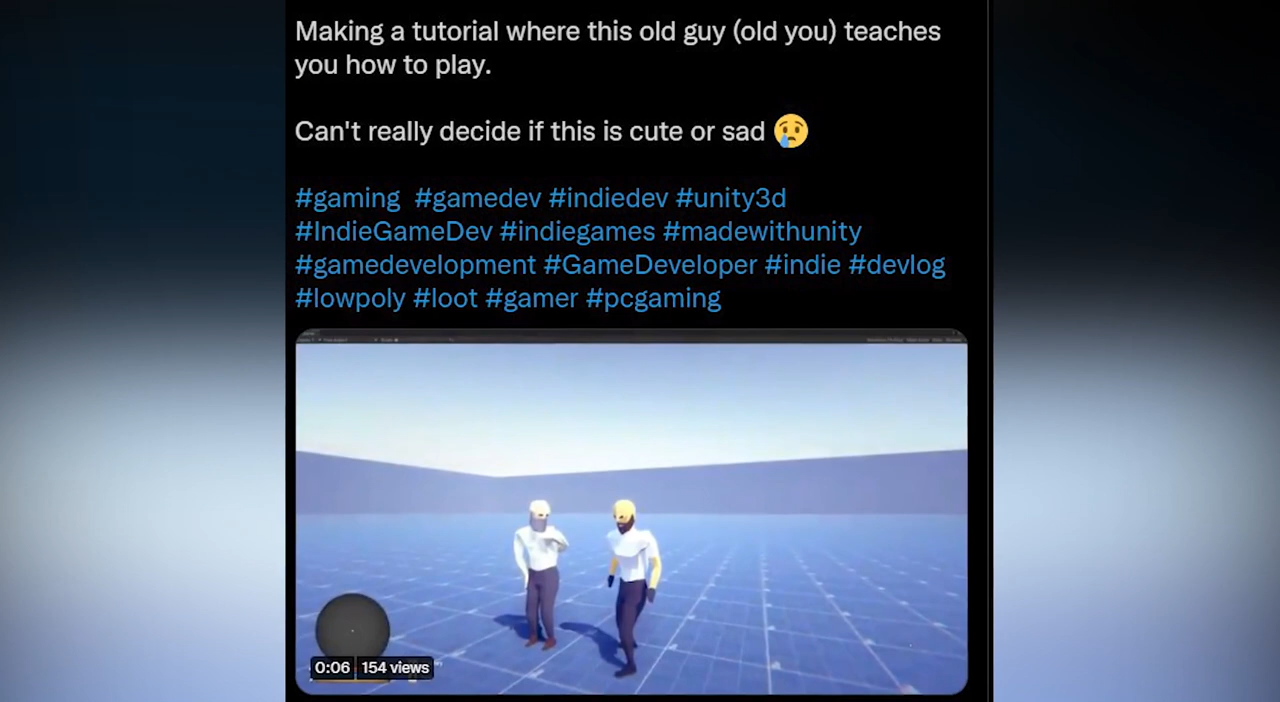 Making a tutorial where this old guy (old you) teaches
you how to play.
Can't really decide if this is cute or sad 😢
#gaming #gamedev #indiedev #unity3d
#IndieGameDev #indiegames #madewithunity
#gamedevelopment #GameDeveloper #indie #devlog
#lowpoly #loot #gamer #pcgaming
0:06 154 views